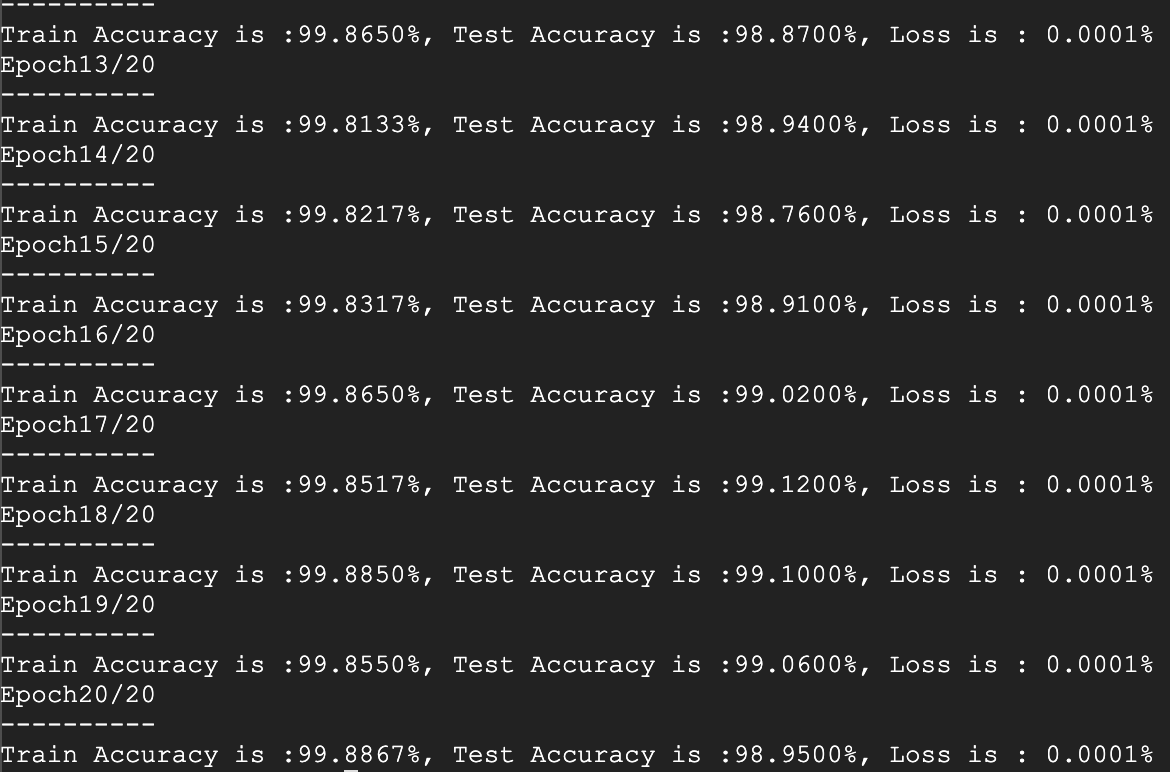 ----------
Train Accuracy is :99.8650%, Test Accuracy is :98.8700%, Loss is : 0.0001%
Epoch13/20
----------
Train Accuracy is :99.8133%, Test Accuracy is :98.9400%, Loss is : 0.0001%
Epoch14/20
----------
Train Accuracy is :99.8217%, Test Accuracy is :98.7600%, Loss is : 0.0001%
Epoch15/20
----------
Train Accuracy is :99.8317%, Test Accuracy is :98.9100%, Loss is : 0.0001%
Epoch16/20
----------
Train Accuracy is :99.8650%, Test Accuracy is :99.0200%, Loss is : 0.0001%
Epoch17/20
----------
Train Accuracy is :99.8517%, Test Accuracy is :99.1200%, Loss is : 0.0001%
Epoch18/20
----------
Train Accuracy is :99.8850%, Test Accuracy is :99.1000%, Loss is : 0.0001%
Epoch19/20
----------
Train Accuracy is :99.8550%, Test Accuracy is :99.0600%, Loss is : 0.0001%
Epoch20/20
----------
Train Accuracy is :99.8867%, Test Accuracy is :98.9500%, Loss is : 0.0001%